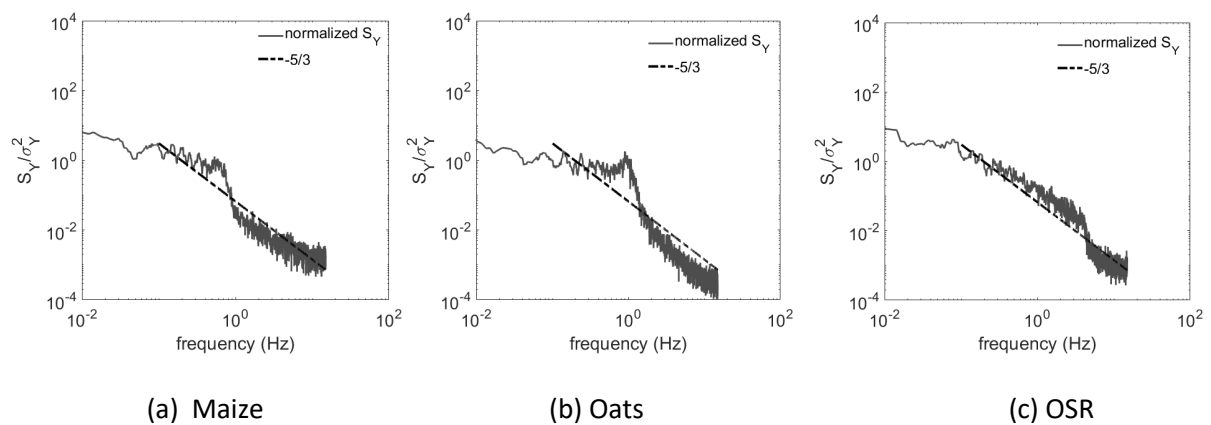 10^4
10^2
10^0
10^-2
10^-4
10^-2
10^0
10^2
S_Y/σ_Y^2
frequency (Hz)
normalized S_Y
-5/3
(a) Maize
10^4
10^2
10^0
10^-2
10^-4
10^-2
10^0
10^2
S_Y/σ_Y^2
frequency (Hz)
normalized S_Y
-5/3
(b) Oats
10^4
10^2
10^0
10^-2
10^-4
10^-2
10^0
10^2
S_Y/σ_Y^2
frequency (Hz)
normalized S_Y
-5/3
(c) OSR